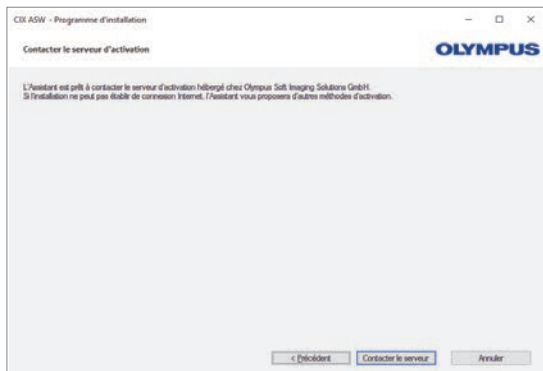 CIX ASW - Programme d'installation
Contacter le serveur d'activation
OLYMPUS
L'Assistant est prêt à contacter le serveur d'activation hébergé chez Olympus Soft Imaging Solutions GmbH.
Si l'installation ne peut pas établir de connexion Internet, l'Assistant vous proposera d'autres méthodes d'activation.
< Précédent
Contacter le serveur
Annuler